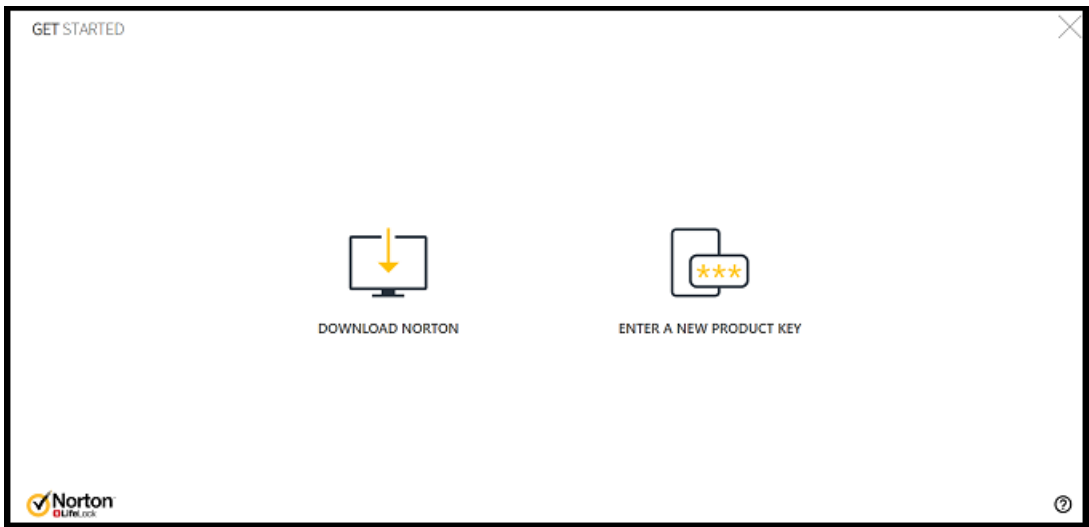 GET STARTED
DOWNLOAD NORTON
ENTER A NEW PRODUCT KEY
***
Norton
LifeLock